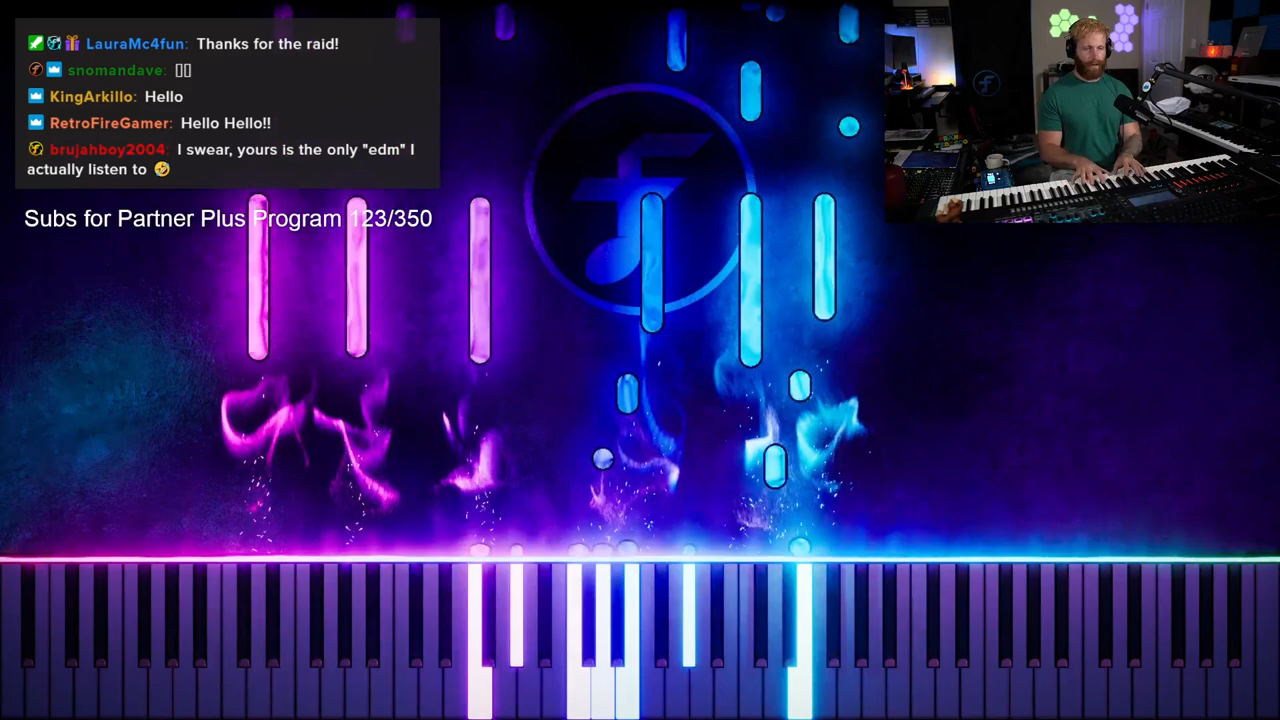 LauraMc4fun: Thanks for the raid!
snomandave: ▯▯
KingArkillo: Hello
RetroFireGamer: Hello Hello!!
brujahboy2004: I swear, yours is the only "edm" I
actually listen to 🤣
Subs for Partner Plus Program 123/350